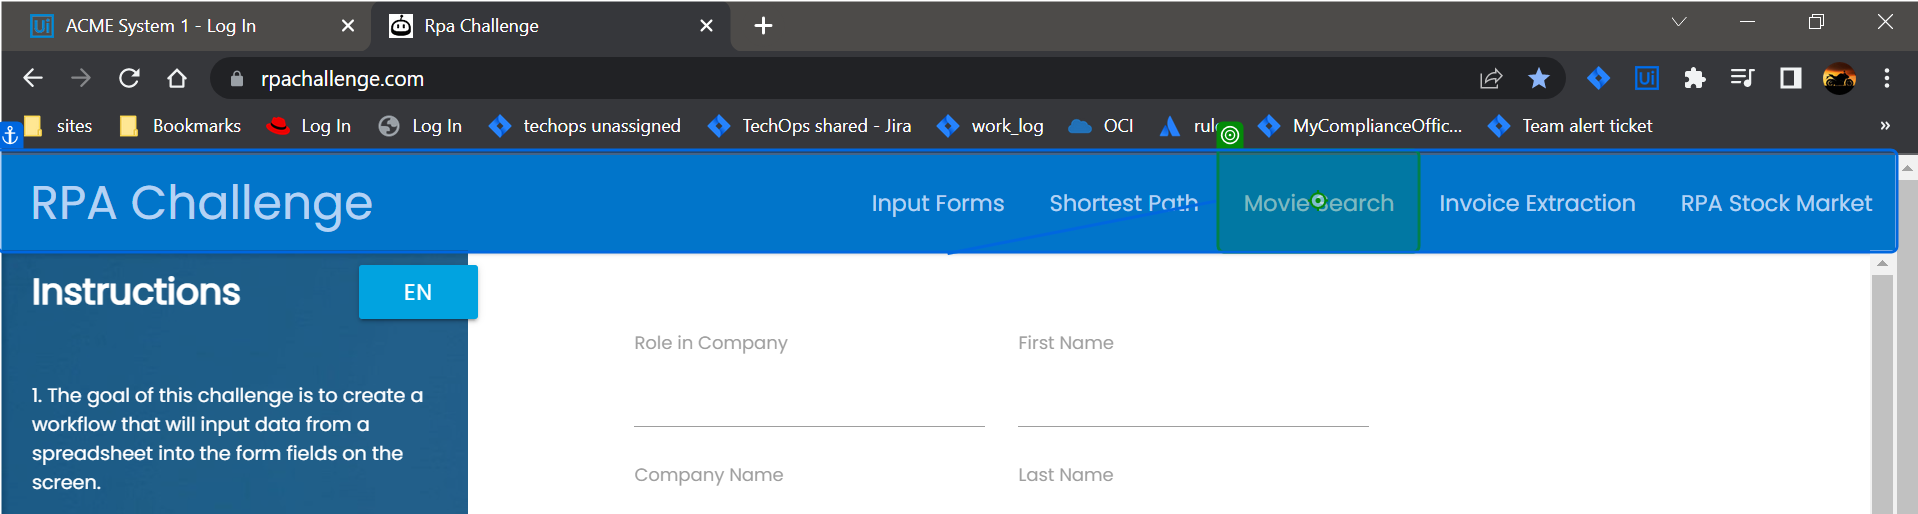 ACME System 1 - Log In
Rpa Challenge
rpachallenge.com
sites Bookmarks Log In Log In techops unassigned TechOps shared - Jira work_log OCI MyComplianceOffic... Team alert ticket »
RPA Challenge Input Forms Shortest Path Movie Search Invoice Extraction RPA Stock Market
Instructions EN
Role in Company First Name
1. The goal of this challenge is to create a
workflow that will input data from a
spreadsheet into the form fields on the
screen.
Company Name Last Name